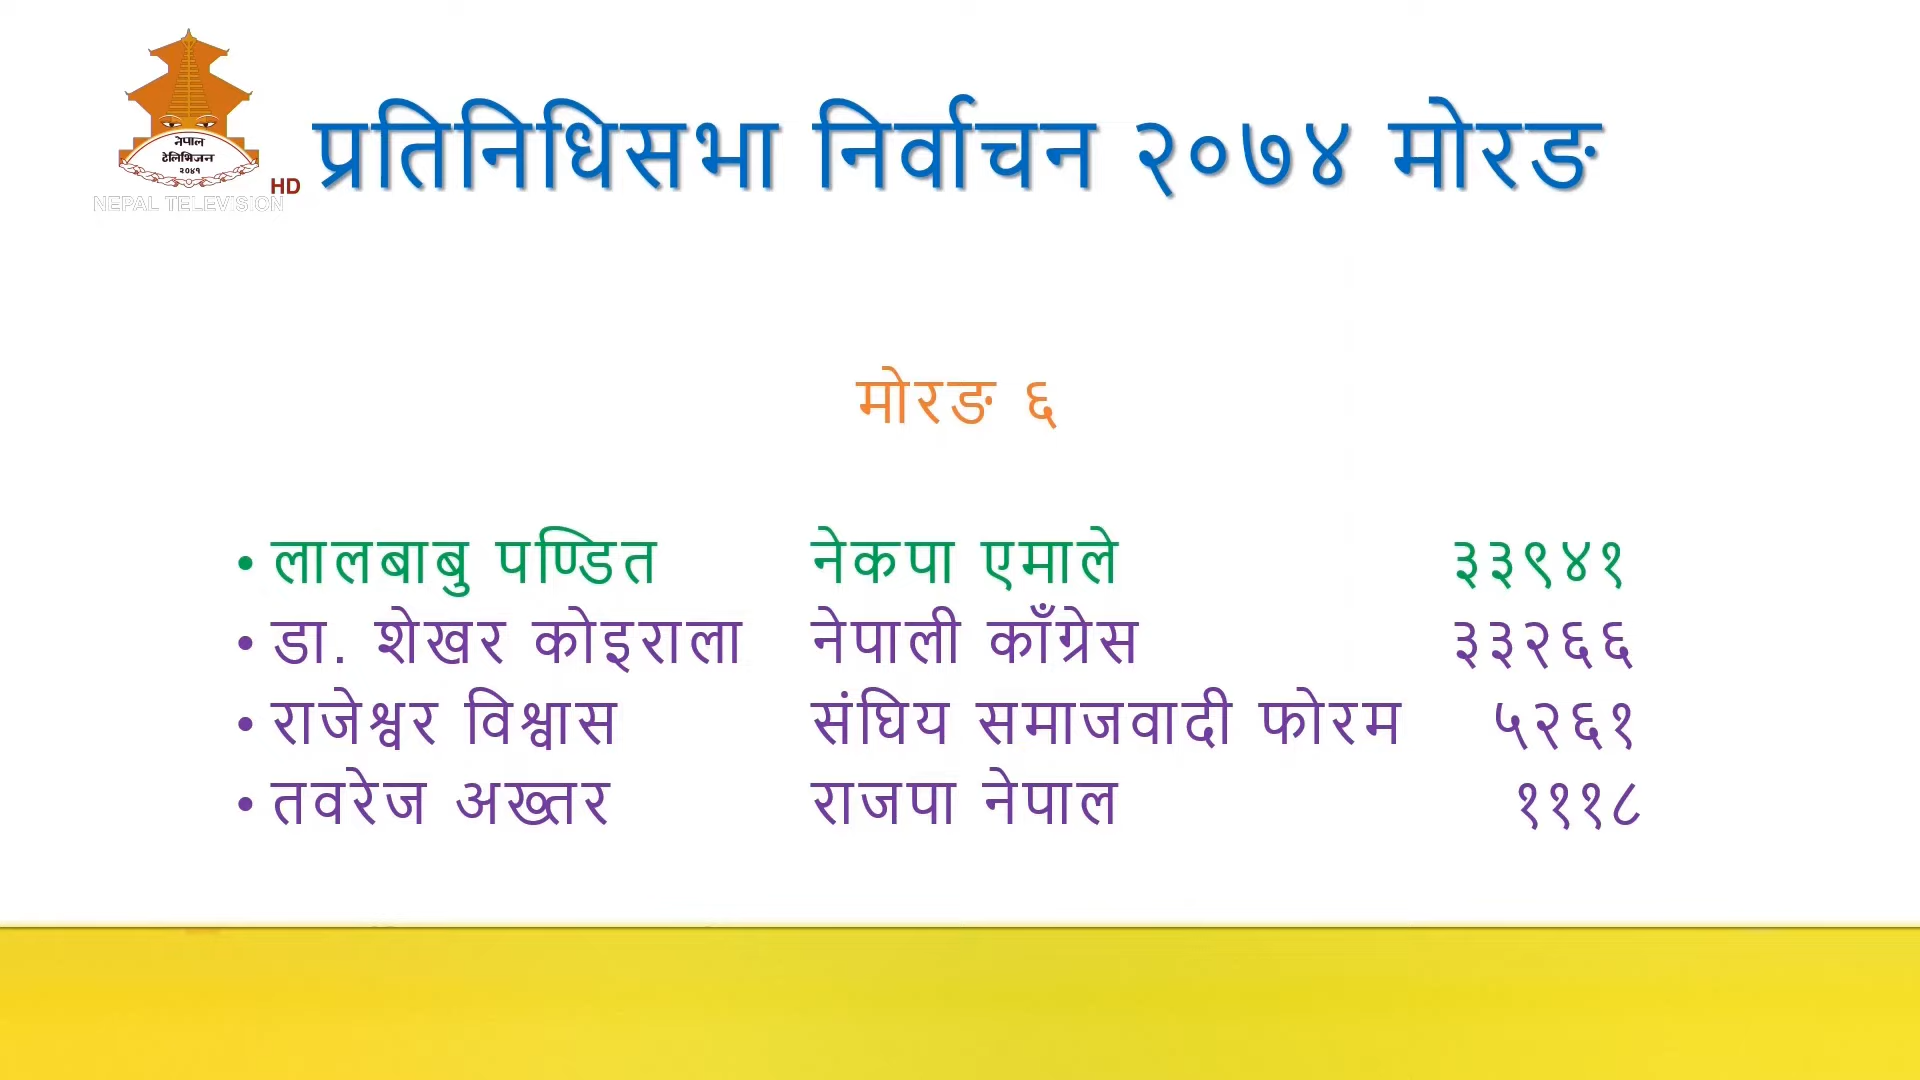 नेपाल
टेलिभिजन
२०४१
HD
NEPAL TELEVISION
प्रतिनिधिसभा निर्वाचन २०७४ मोरङ
मोरङ ६
• लालबाबु पण्डित नेकपा एमाले ३३९४१
• डा. शेखर कोइराला नेपाली काँग्रेस ३३२६६
• राजेश्वर विश्वास संघिय समाजवादी फोरम ५२६१
• तवरेज अख्तर राजपा नेपाल १११८